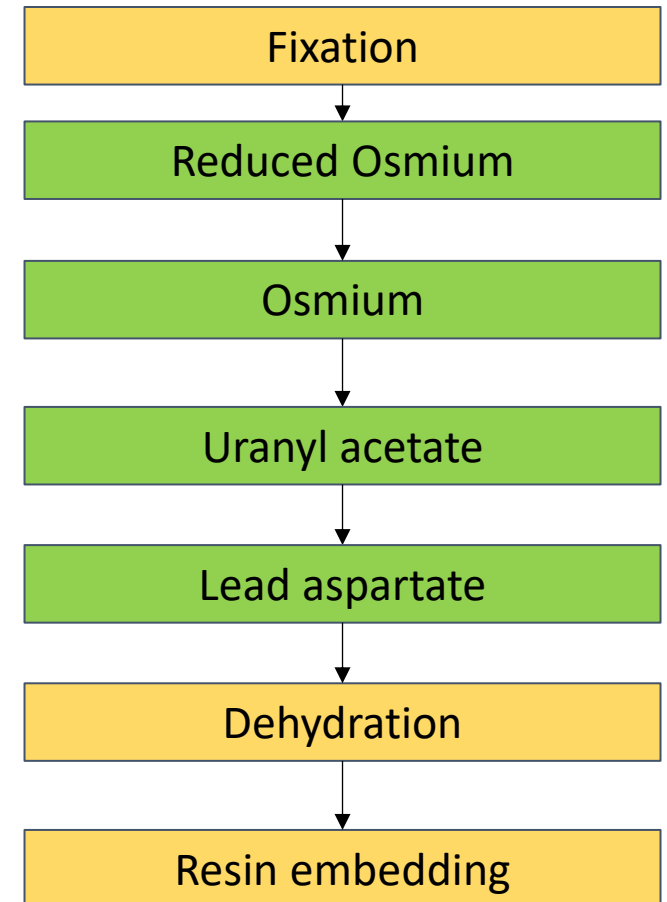 Fixation
Reduced Osmium
Osmium
Uranyl acetate
Lead aspartate
Dehydration
Resin embedding